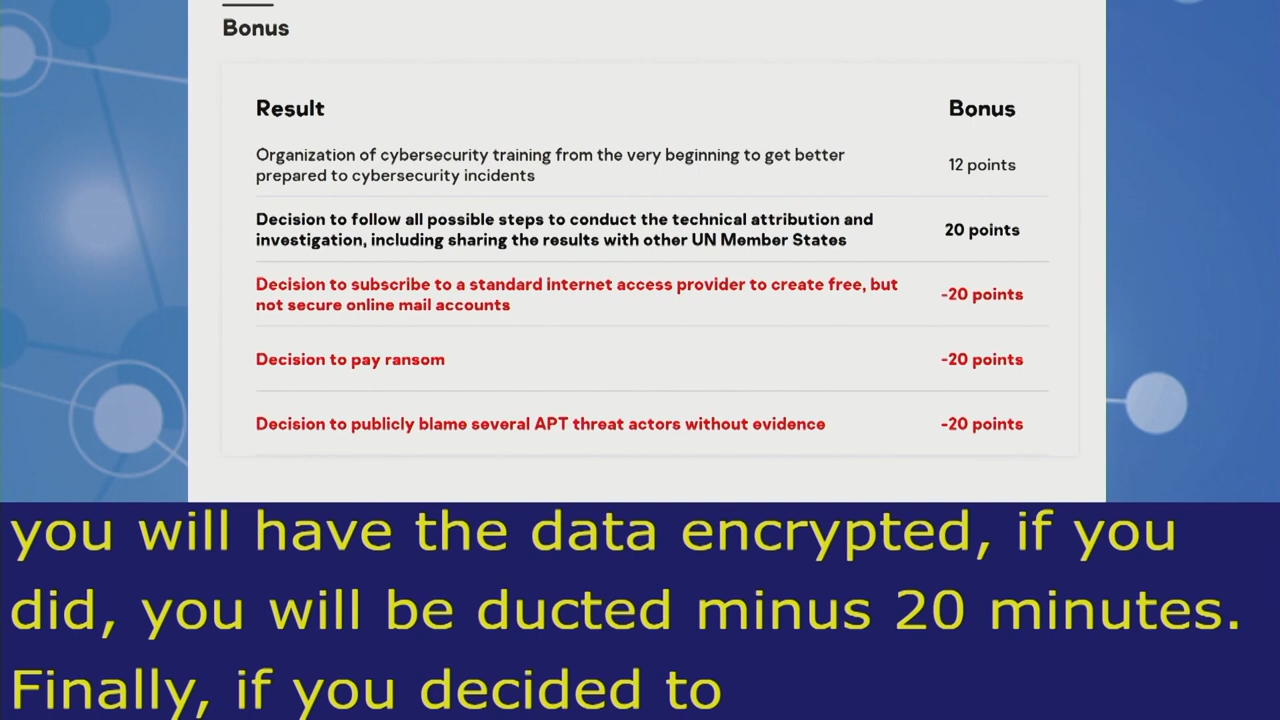 Bonus
Result Bonus
Organization of cybersecurity training from the very beginning to get better
prepared to cybersecurity incidents
12 points
Decision to follow all possible steps to conduct the technical attribution and
investigation, including sharing the results with other UN Member States
20 points
Decision to subscribe to a standard internet access provider to create free, but
not secure online mail accounts
-20 points
Decision to pay ransom
-20 points
Decision to publicly blame several APT threat actors without evidence
-20 points
you will have the data encrypted, if you
did, you will be ducted minus 20 minutes.
Finally, if you decided to